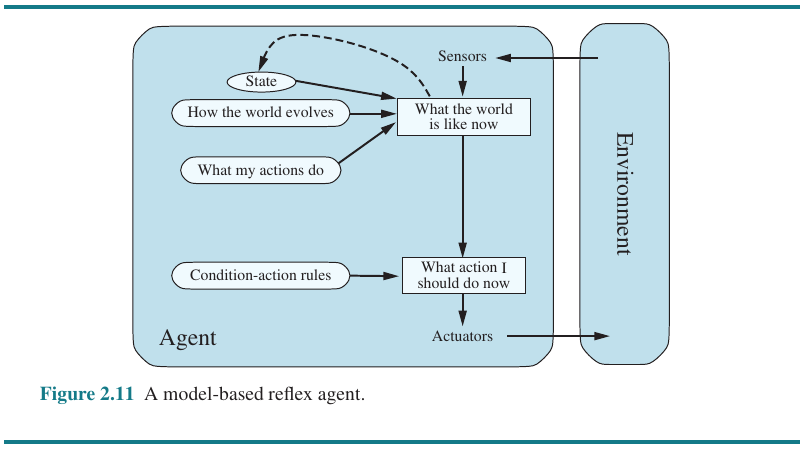 Sensors
State
How the world evolves
What the world
is like now
What my actions do
Environment
Condition-action rules
What action I
should do now
Agent
Actuators
Figure 2.11 A model-based reflex agent.